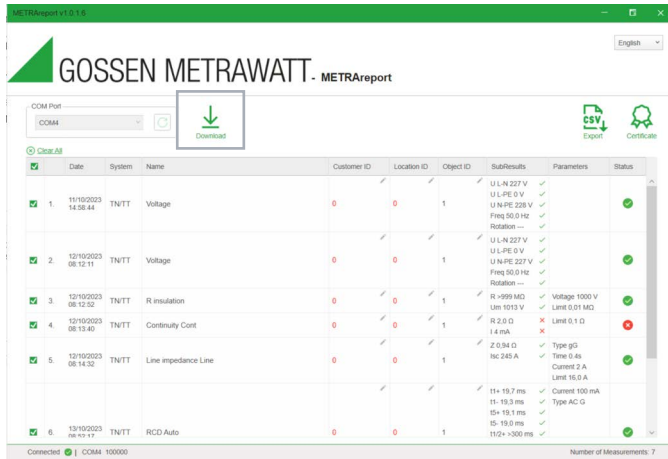 METRAreport v1.0.1.6
English
GOSSEN METRAWATT - METRAreport
COM Port
COM4
Download
CSV
Export
Certificate
Clear All
Date System Name Customer ID Location ID Object ID SubResults Parameters Status
1. 11/10/2023 14:58:44 TN/TT Voltage 0 0 1
U L-N 227 V
U L-PE 0 V
U N-PE 228 V
Freq 50,0 Hz
Rotation ---
2. 12/10/2023 08:12:11 TN/TT Voltage 0 0 1
U L-N 227 V
U L-PE 0 V
U N-PE 227 V
Freq 50,0 Hz
Rotation ---
3. 12/10/2023 08:12:52 TN/TT R insulation 0 0 1
R >999 MΩ Voltage 1000 V
Um 1013 V Limit 0,01 MΩ
4. 12/10/2023 08:13:40 TN/TT Continuity Cont 0 0 1
R 2,0 Ω Limit 0,1 Ω
I 4 mA
5. 12/10/2023 08:14:32 TN/TT Line impedance Line 0 0 1
Z 0,94 Ω Type gG
Isc 245 A Time 0.4s
Current 2 A
Limit 16,0 A
6. 13/10/2023 08:52:17 TN/TT RCD Auto 0 0 1
t1+ 19,7 ms Current 100 mA
t1- 19,3 ms Type AC G
t5+ 19,1 ms
t5- 19,0 ms
t1/2+ >300 ms
Connected | COM4 100000
Number of Measurements: 7